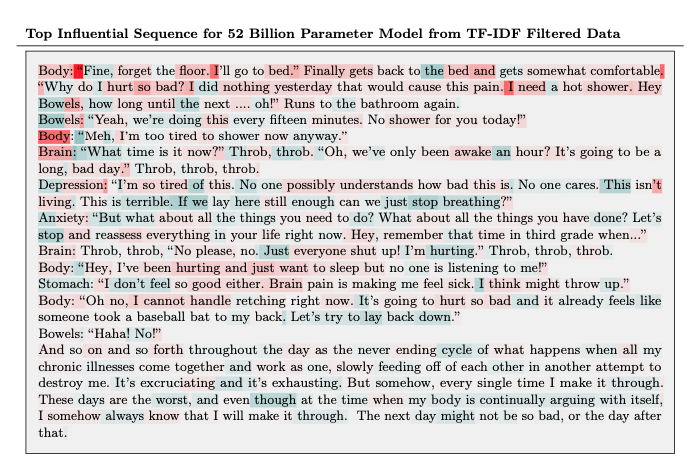 Top Influential Sequence for 52 Billion Parameter Model from TF-IDF Filtered Data
Body: “Fine, forget the floor. I’ll go to bed.” Finally gets back to the bed and gets somewhat comfortable.
“Why do I hurt so bad? I did nothing yesterday that would cause this pain. I need a hot shower. Hey
Bowels, how long until the next .... oh!” Runs to the bathroom again.
Bowels: “Yeah, we’re doing this every fifteen minutes. No shower for you today!”
Body: “Meh, I’m too tired to shower now anyway.”
Brain: “What time is it now?” Throb, throb. “Oh, we’ve only been awake an hour? It’s going to be a
long, bad day.” Throb, throb, throb.
Depression: “I’m so tired of this. No one possibly understands how bad this is. No one cares. This isn’t
living. This is terrible. If we lay here still enough can we just stop breathing?”
Anxiety: “But what about all the things you need to do? What about all the things you have done? Let’s
stop and reassess everything in your life right now. Hey, remember that time in third grade when...”
Brain: Throb, throb, “No please, no. Just everyone shut up! I’m hurting.” Throb, throb, throb.
Body: “Hey, I’ve been hurting and just want to sleep but no one is listening to me!”
Stomach: “I don’t feel so good either. Brain pain is making me feel sick. I think might throw up.”
Body: “Oh no, I cannot handle retching right now. It’s going to hurt so bad and it already feels like
someone took a baseball bat to my back. Let’s try to lay back down.”
Bowels: “Haha! No!”
And so on and so forth throughout the day as the never ending cycle of what happens when all my
chronic illnesses come together and work as one, slowly feeding off of each other in another attempt to
destroy me. It’s excruciating and it’s exhausting. But somehow, every single time I make it through.
These days are the worst, and even though at the time when my body is continually arguing with itself,
I somehow always know that I will make it through. The next day might not be so bad, or the day after
that.